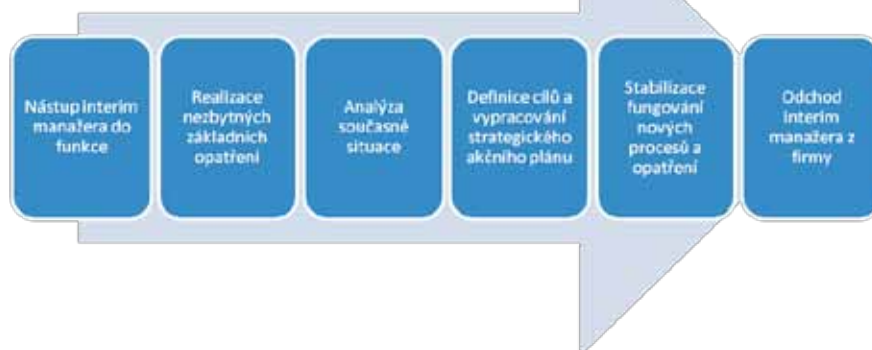 Nástup interim
manažera do
funkce
Realizace
nezbytných
základních
opatření
Analýza
současné
situace
Definice cílů a
vypracování
strategického
akčního plánu
Stabilizace
fungování
nových
procesů a
opatření
Odchod
interim
manažera z
firmy